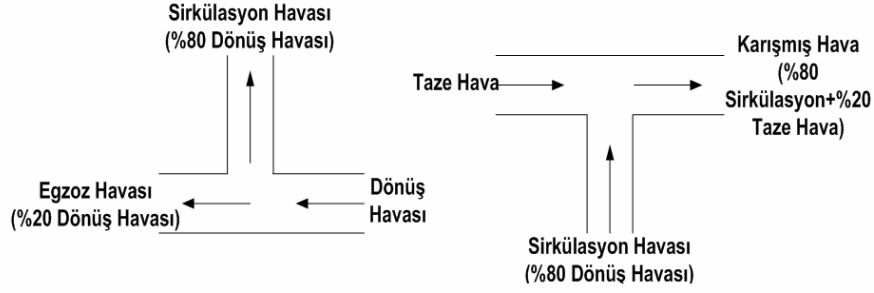 Sirkülasyon Havası
(%80 Dönüş Havası)
Egzoz Havası
(%20 Dönüş Havası)
Dönüş
Havası
Taze Hava
Karışmış Hava
(%80
Sirkülasyon+%20
Taze Hava)
Sirkülasyon Havası
(%80 Dönüş Havası)